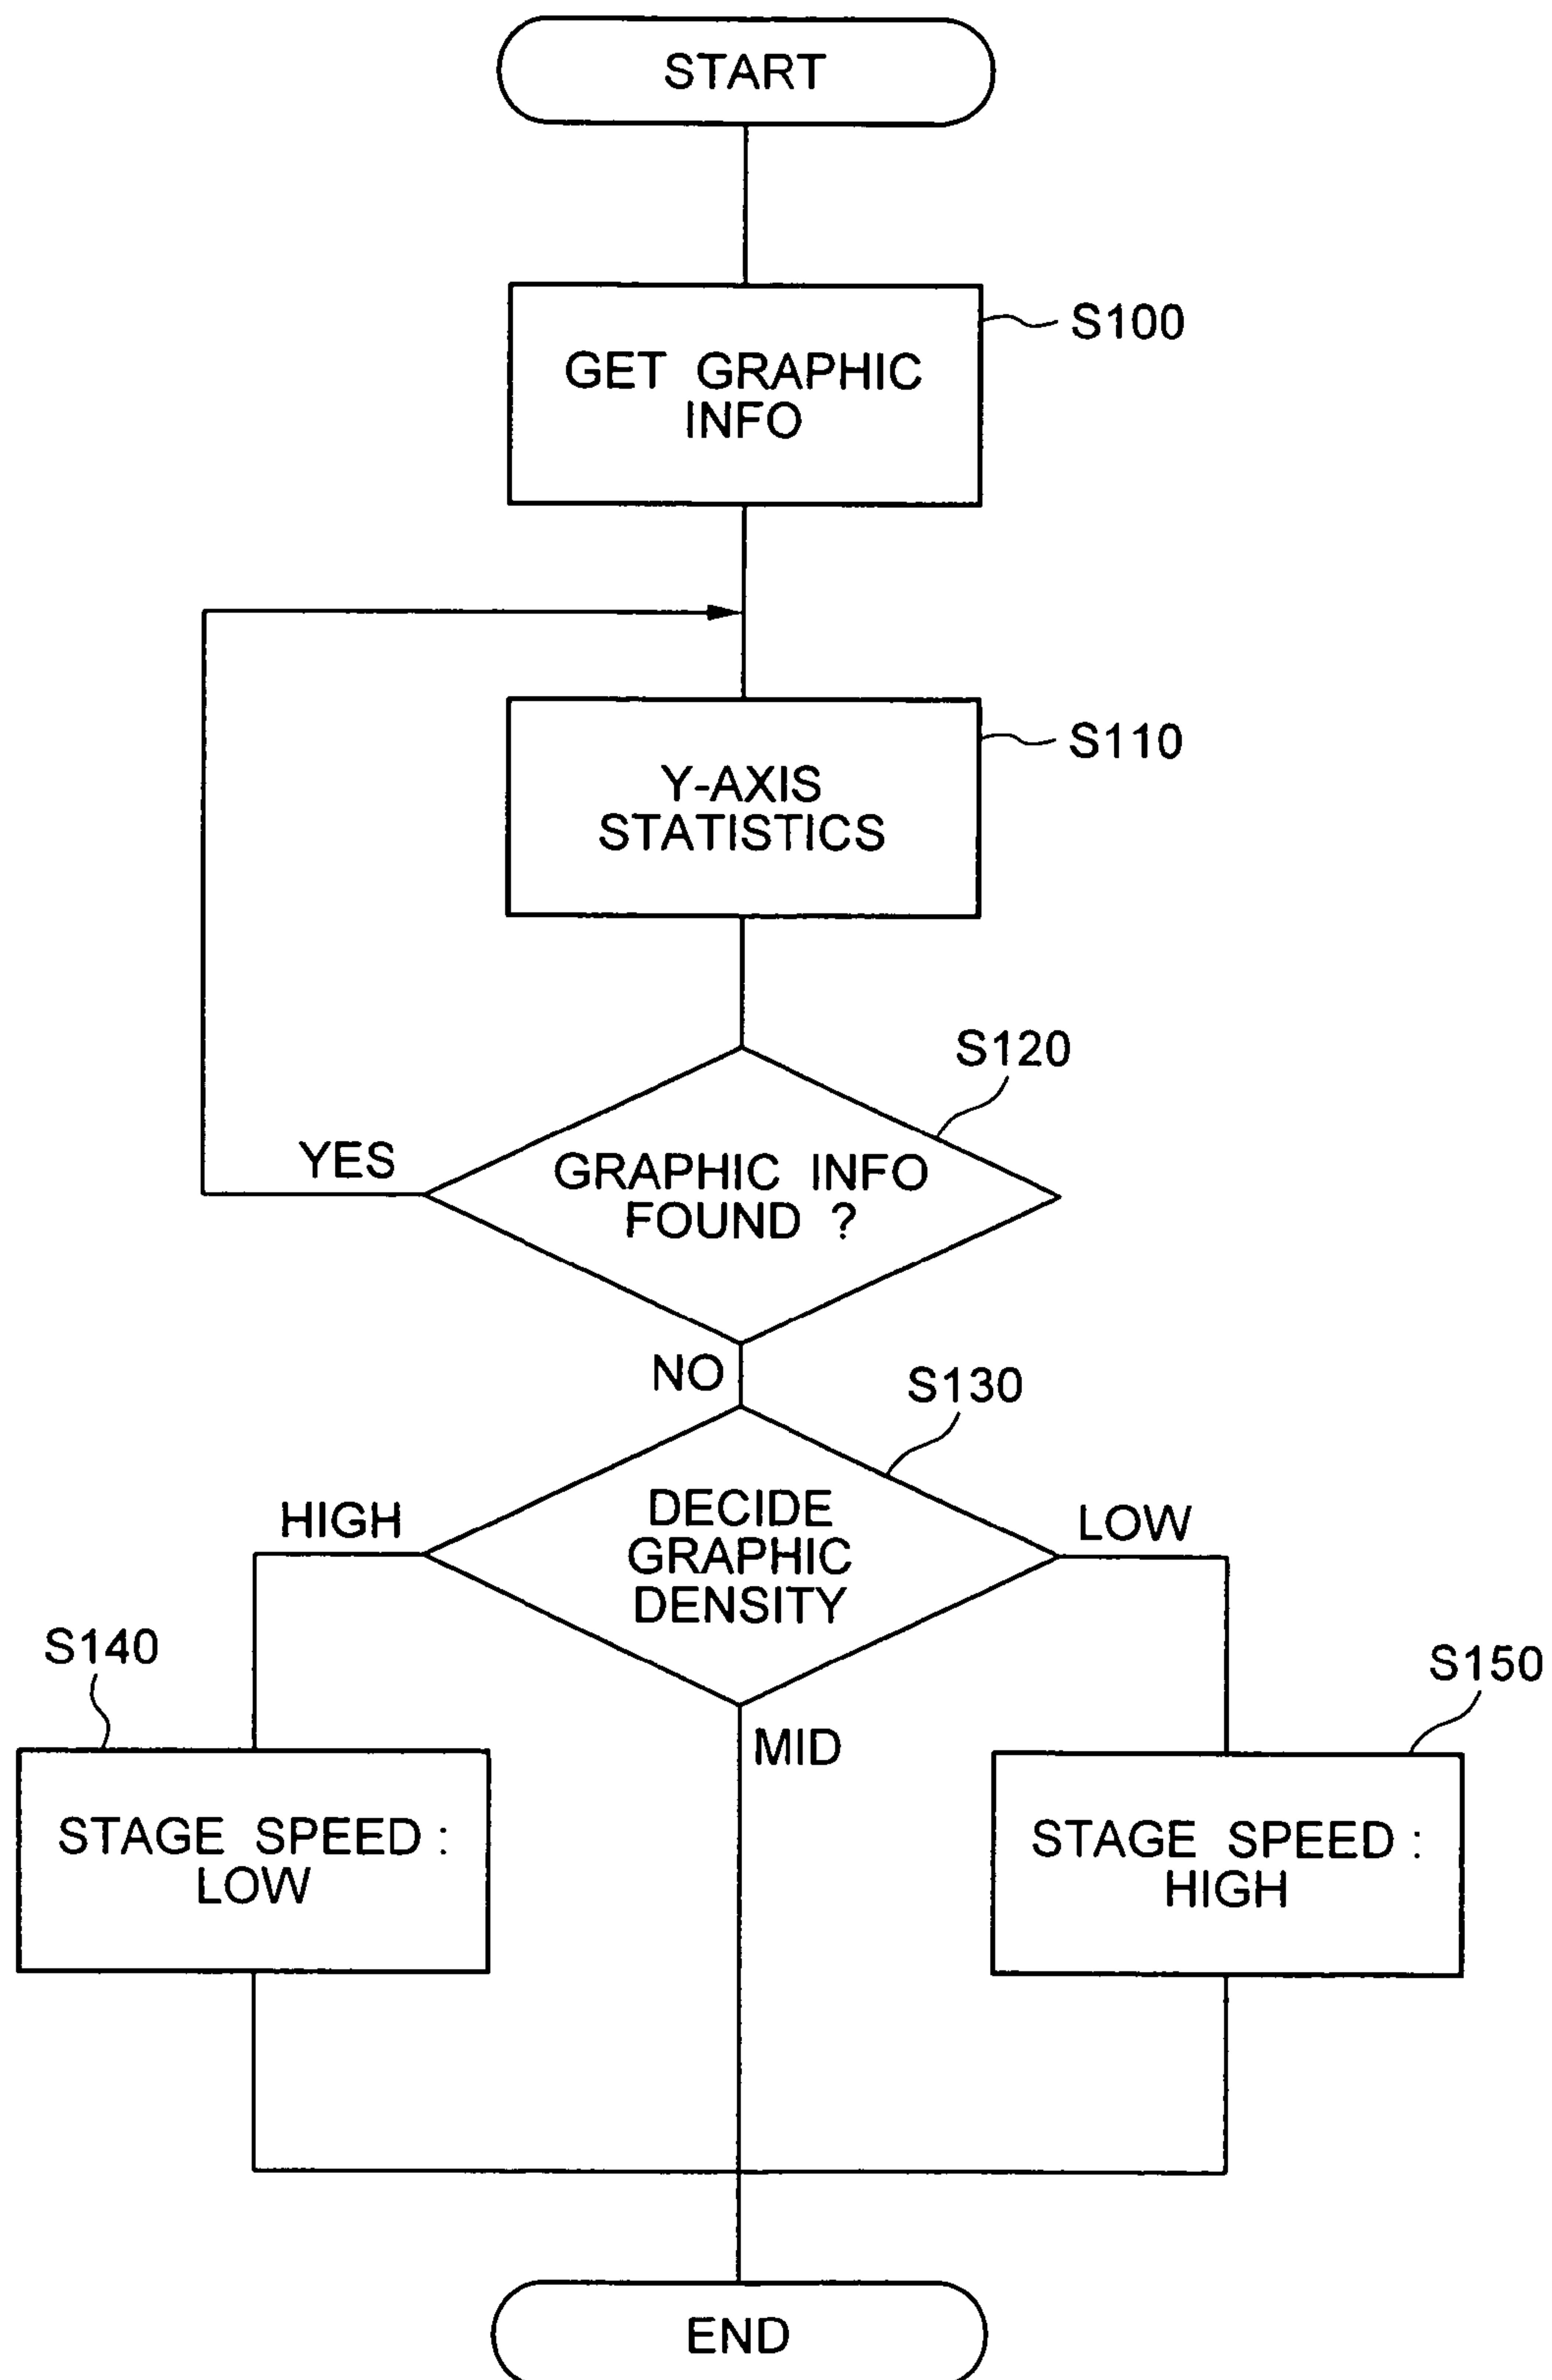 START
S100
GET GRAPHIC
INFO
S110
Y-AXIS
STATISTICS
S120
YES
GRAPHIC INFO
FOUND ?
NO
S130
HIGH
DECIDE
GRAPHIC
DENSITY
LOW
S140
S150
MID
STAGE SPEED :
LOW
STAGE SPEED :
HIGH
END